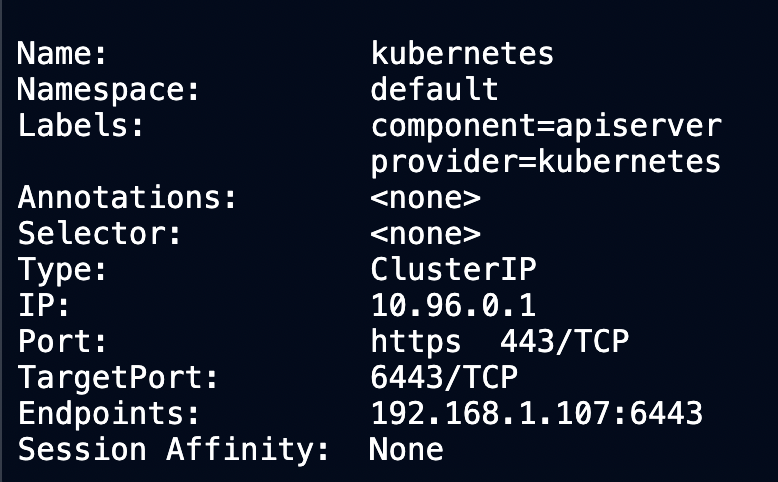 Name:              kubernetes
Namespace:         default
Labels:            component=apiserver
                   provider=kubernetes
Annotations:       <none>
Selector:          <none>
Type:              ClusterIP
IP:                10.96.0.1
Port:              https  443/TCP
TargetPort:        6443/TCP
Endpoints:         192.168.1.107:6443
Session Affinity:  None